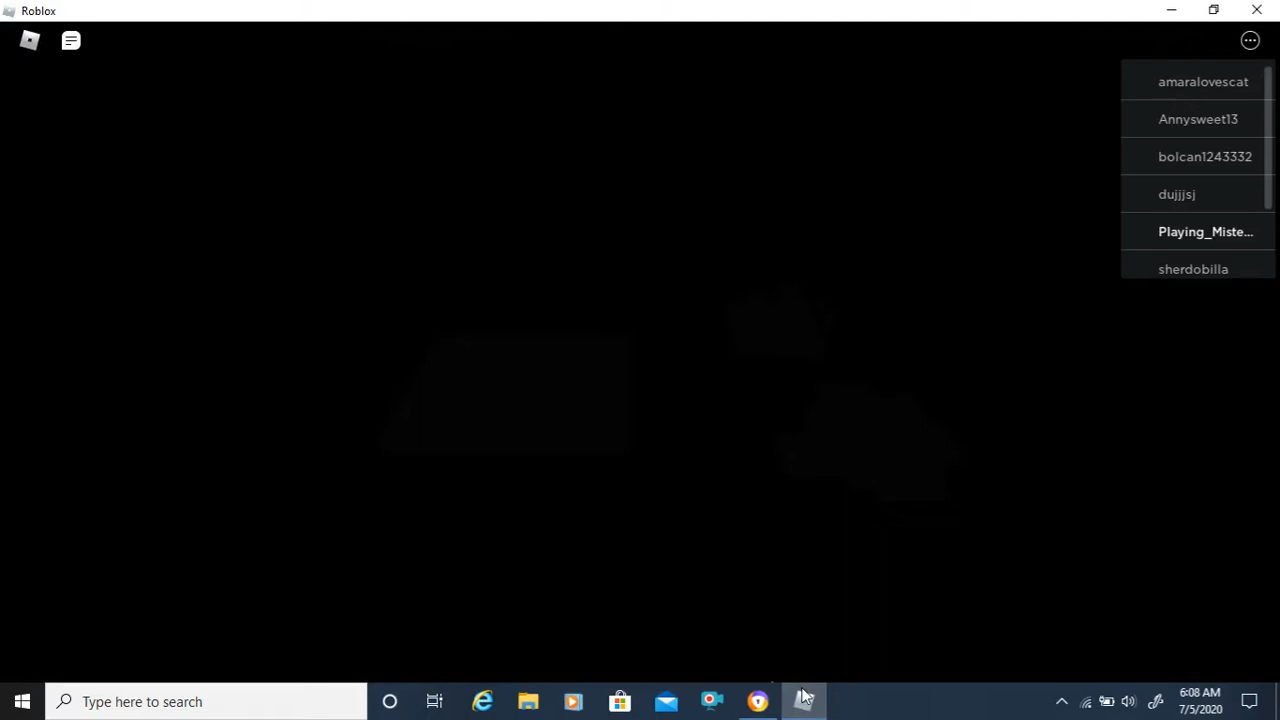 Roblox
amaralovescat
Annysweet13
bolcan1243332
dujjjsj
Playing_Miste...
sherdobilla
Type here to search
6:08 AM
7/5/2020